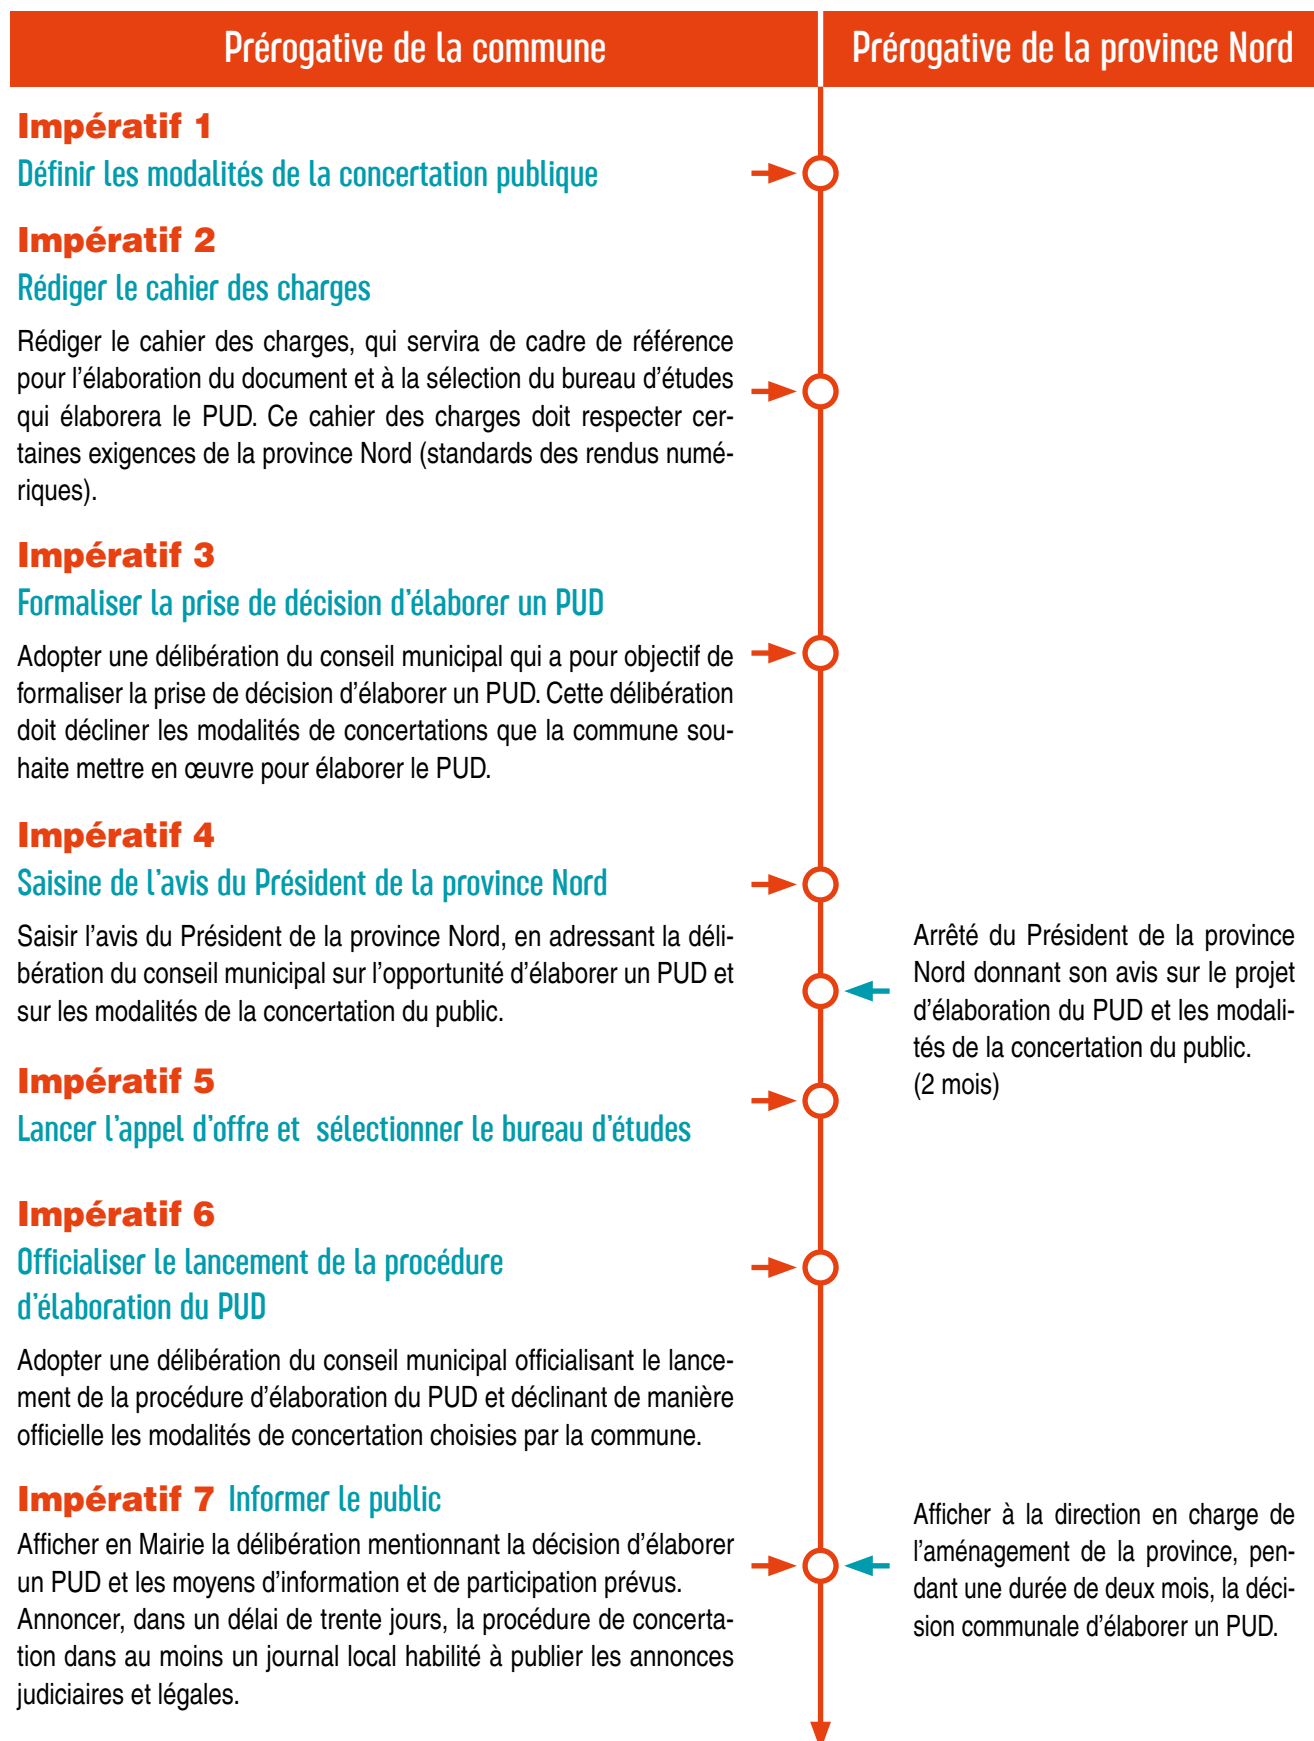 Prérogative de la commune
Prérogative de la province Nord
Impératif 1
Définir les modalités de la concertation publique
Impératif 2
Rédiger le cahier des charges
Rédiger le cahier des charges, qui servira de cadre de référence
pour l'élaboration du document et à la sélection du bureau d'études
qui élaborera le PUD. Ce cahier des charges doit respecter cer-
taines exigences de la province Nord (standards des rendus numé-
riques).
Impératif 3
Formaliser la prise de décision d'élaborer un PUD
Adopter une délibération du conseil municipal qui a pour objectif de
formaliser la prise de décision d'élaborer un PUD. Cette délibération
doit décliner les modalités de concertations que la commune sou-
haite mettre en œuvre pour élaborer le PUD.
Impératif 4
Saisine de l'avis du Président de la province Nord
Saisir l'avis du Président de la province Nord, en adressant la déli-
bération du conseil municipal sur l'opportunité d'élaborer un PUD et
sur les modalités de la concertation du public.
Arrêté du Président de la province
Nord donnant son avis sur le projet
d'élaboration du PUD et les modali-
tés de la concertation du public.
(2 mois)
Impératif 5
Lancer l'appel d'offre et sélectionner le bureau d'études
Impératif 6
Officialiser le lancement de la procédure
d'élaboration du PUD
Adopter une délibération du conseil municipal officialisant le lance-
ment de la procédure d'élaboration du PUD et déclinant de manière
officielle les modalités de concertation choisies par la commune.
Impératif 7 Informer le public
Afficher en Mairie la délibération mentionnant la décision d'élaborer
un PUD et les moyens d'information et de participation prévus.
Annoncer, dans un délai de trente jours, la procédure de concerta-
tion dans au moins un journal local habilité à publier les annonces
judiciaires et légales.
Afficher à la direction en charge de
l'aménagement de la province, pen-
dant une durée de deux mois, la déci-
sion communale d'élaborer un PUD.